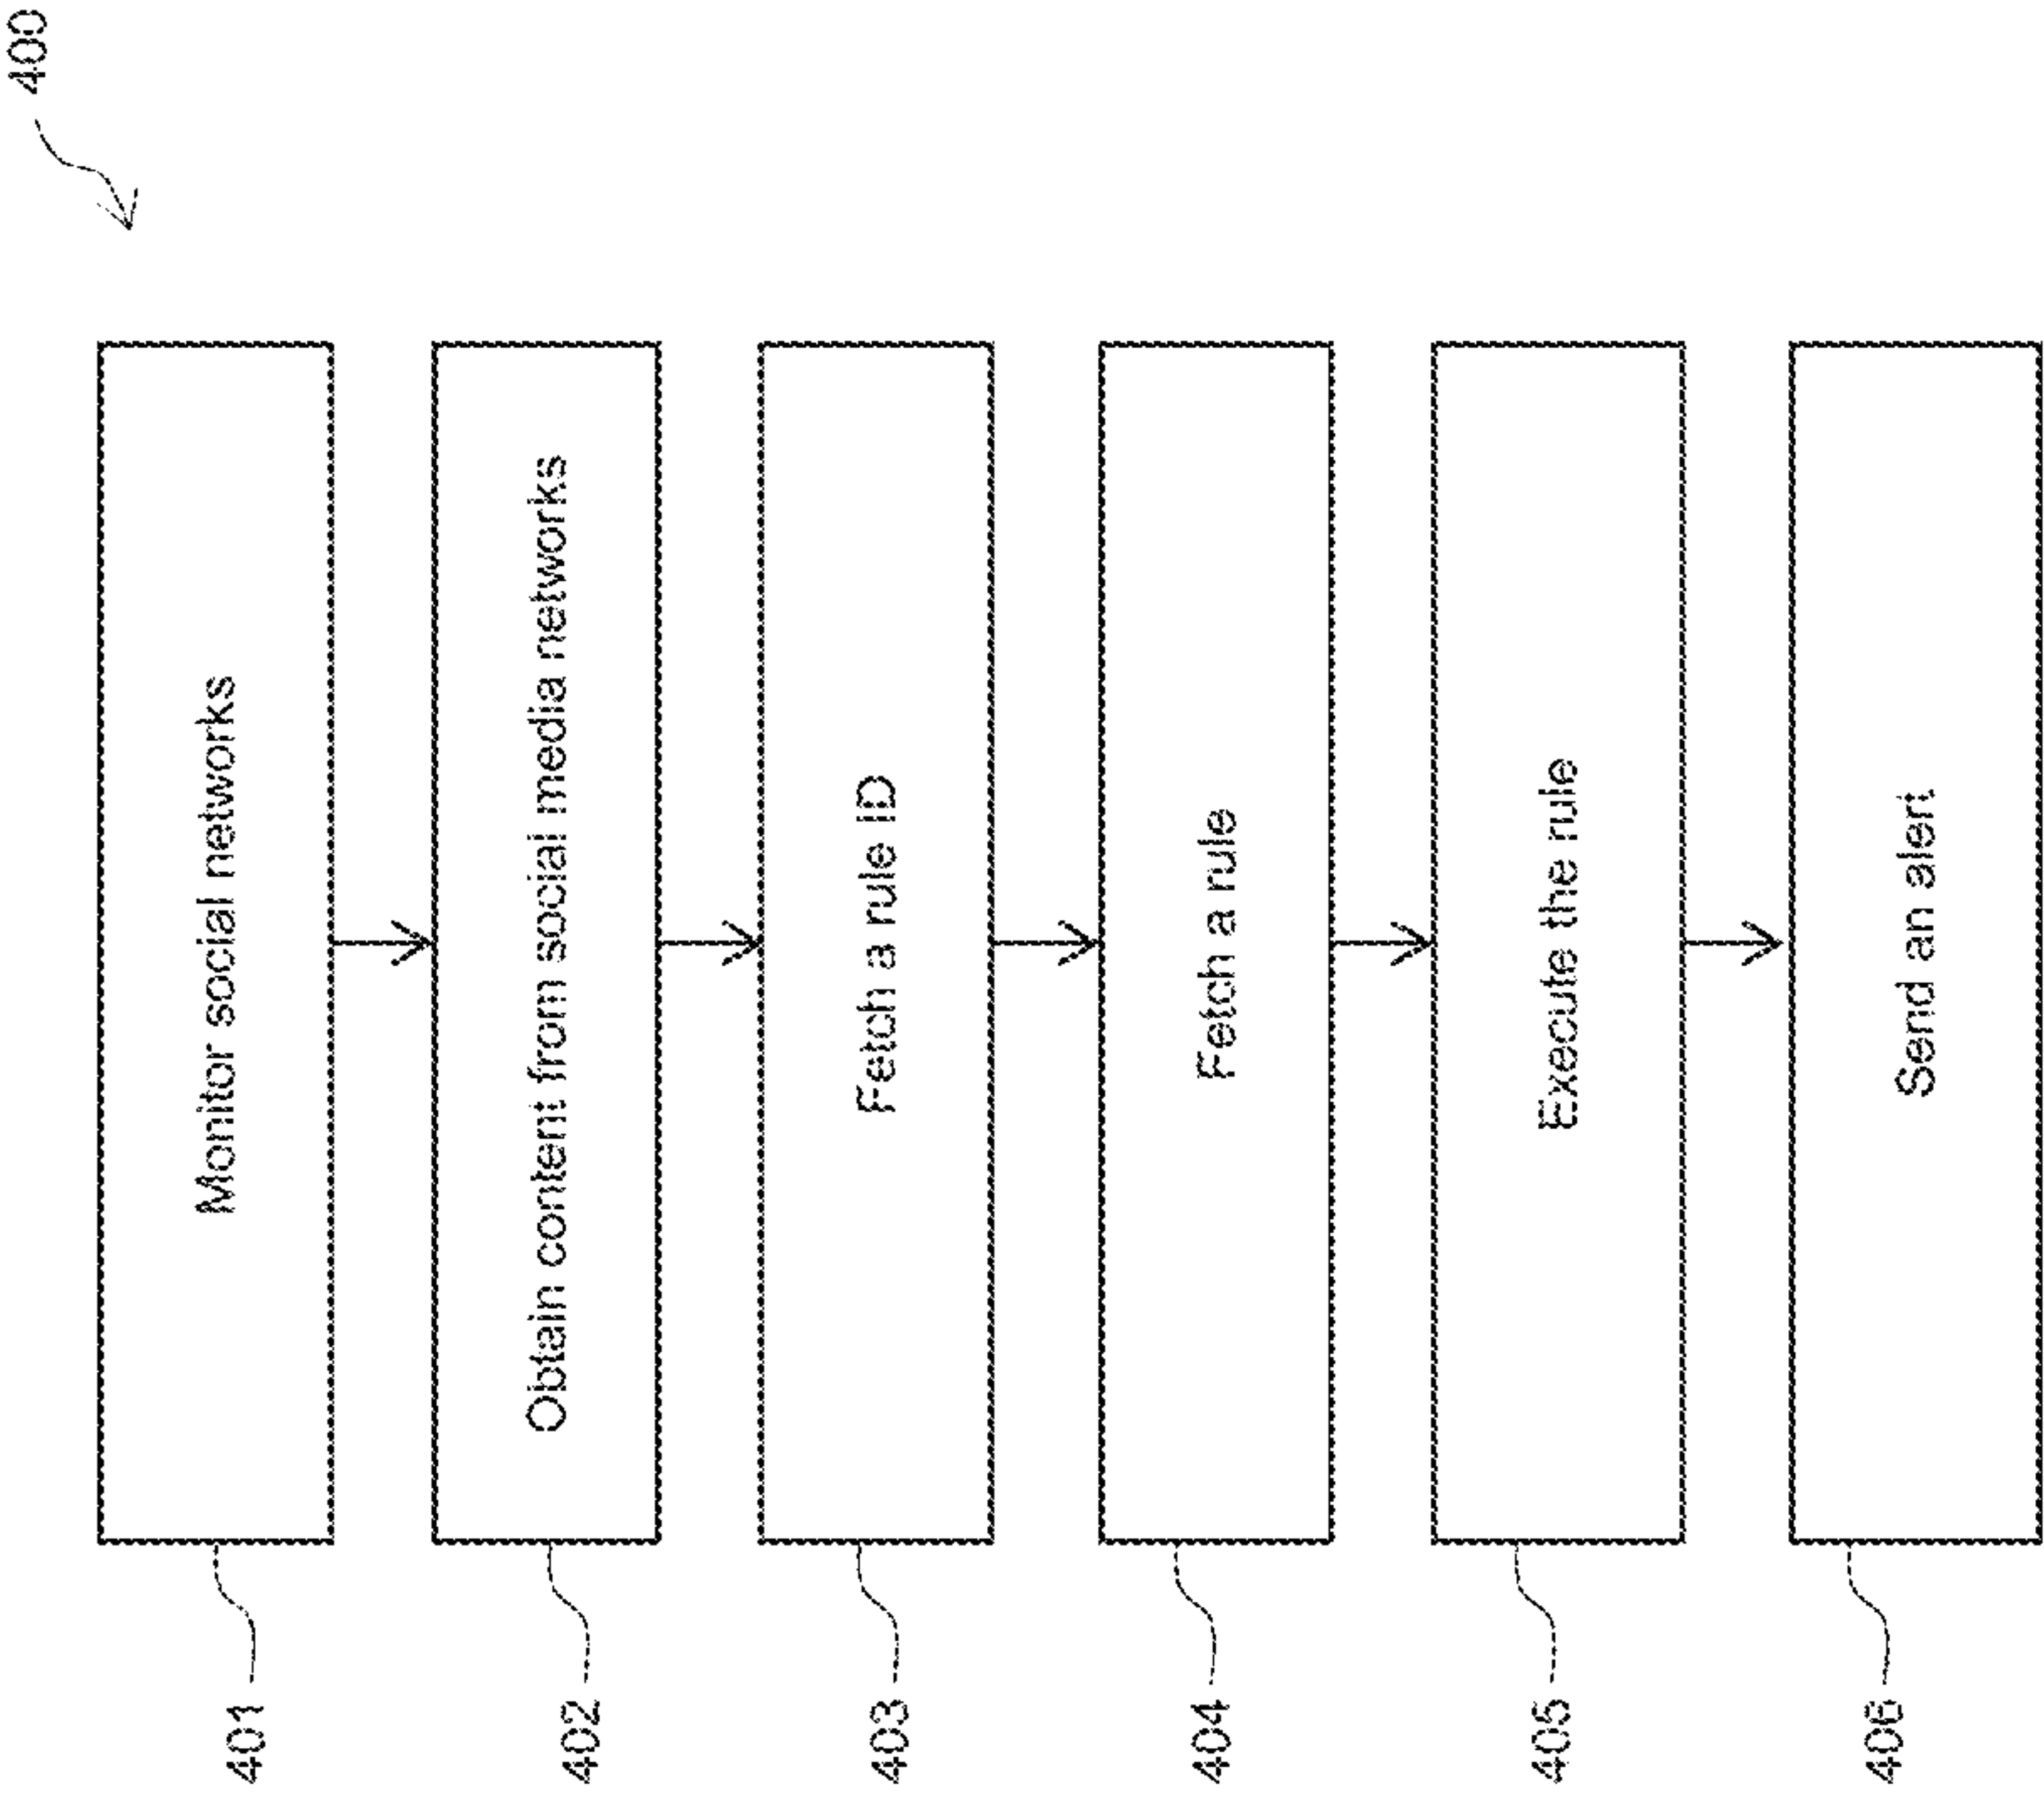 400
401
Monitor social networks
402
Obtain content from social media networks
403
Fetch a rule ID
404
Fetch a rule
405
Execute the rule
406
Send an alert